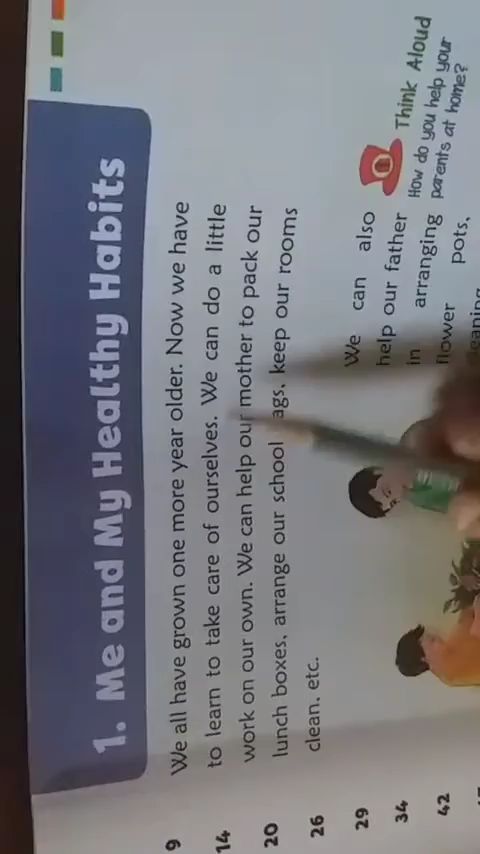 1. Me and My Healthy Habits
We all have grown one more year older. Now we have
to learn to take care of ourselves. We can do a little
work on our own. We can help our mother to pack our
lunch boxes, arrange our school ags, keep our rooms
clean, etc.
We can also
help our father
in arranging
flower pots,
Think Aloud
How do you help your
parents at home?
9
14
20
26
29
34
42